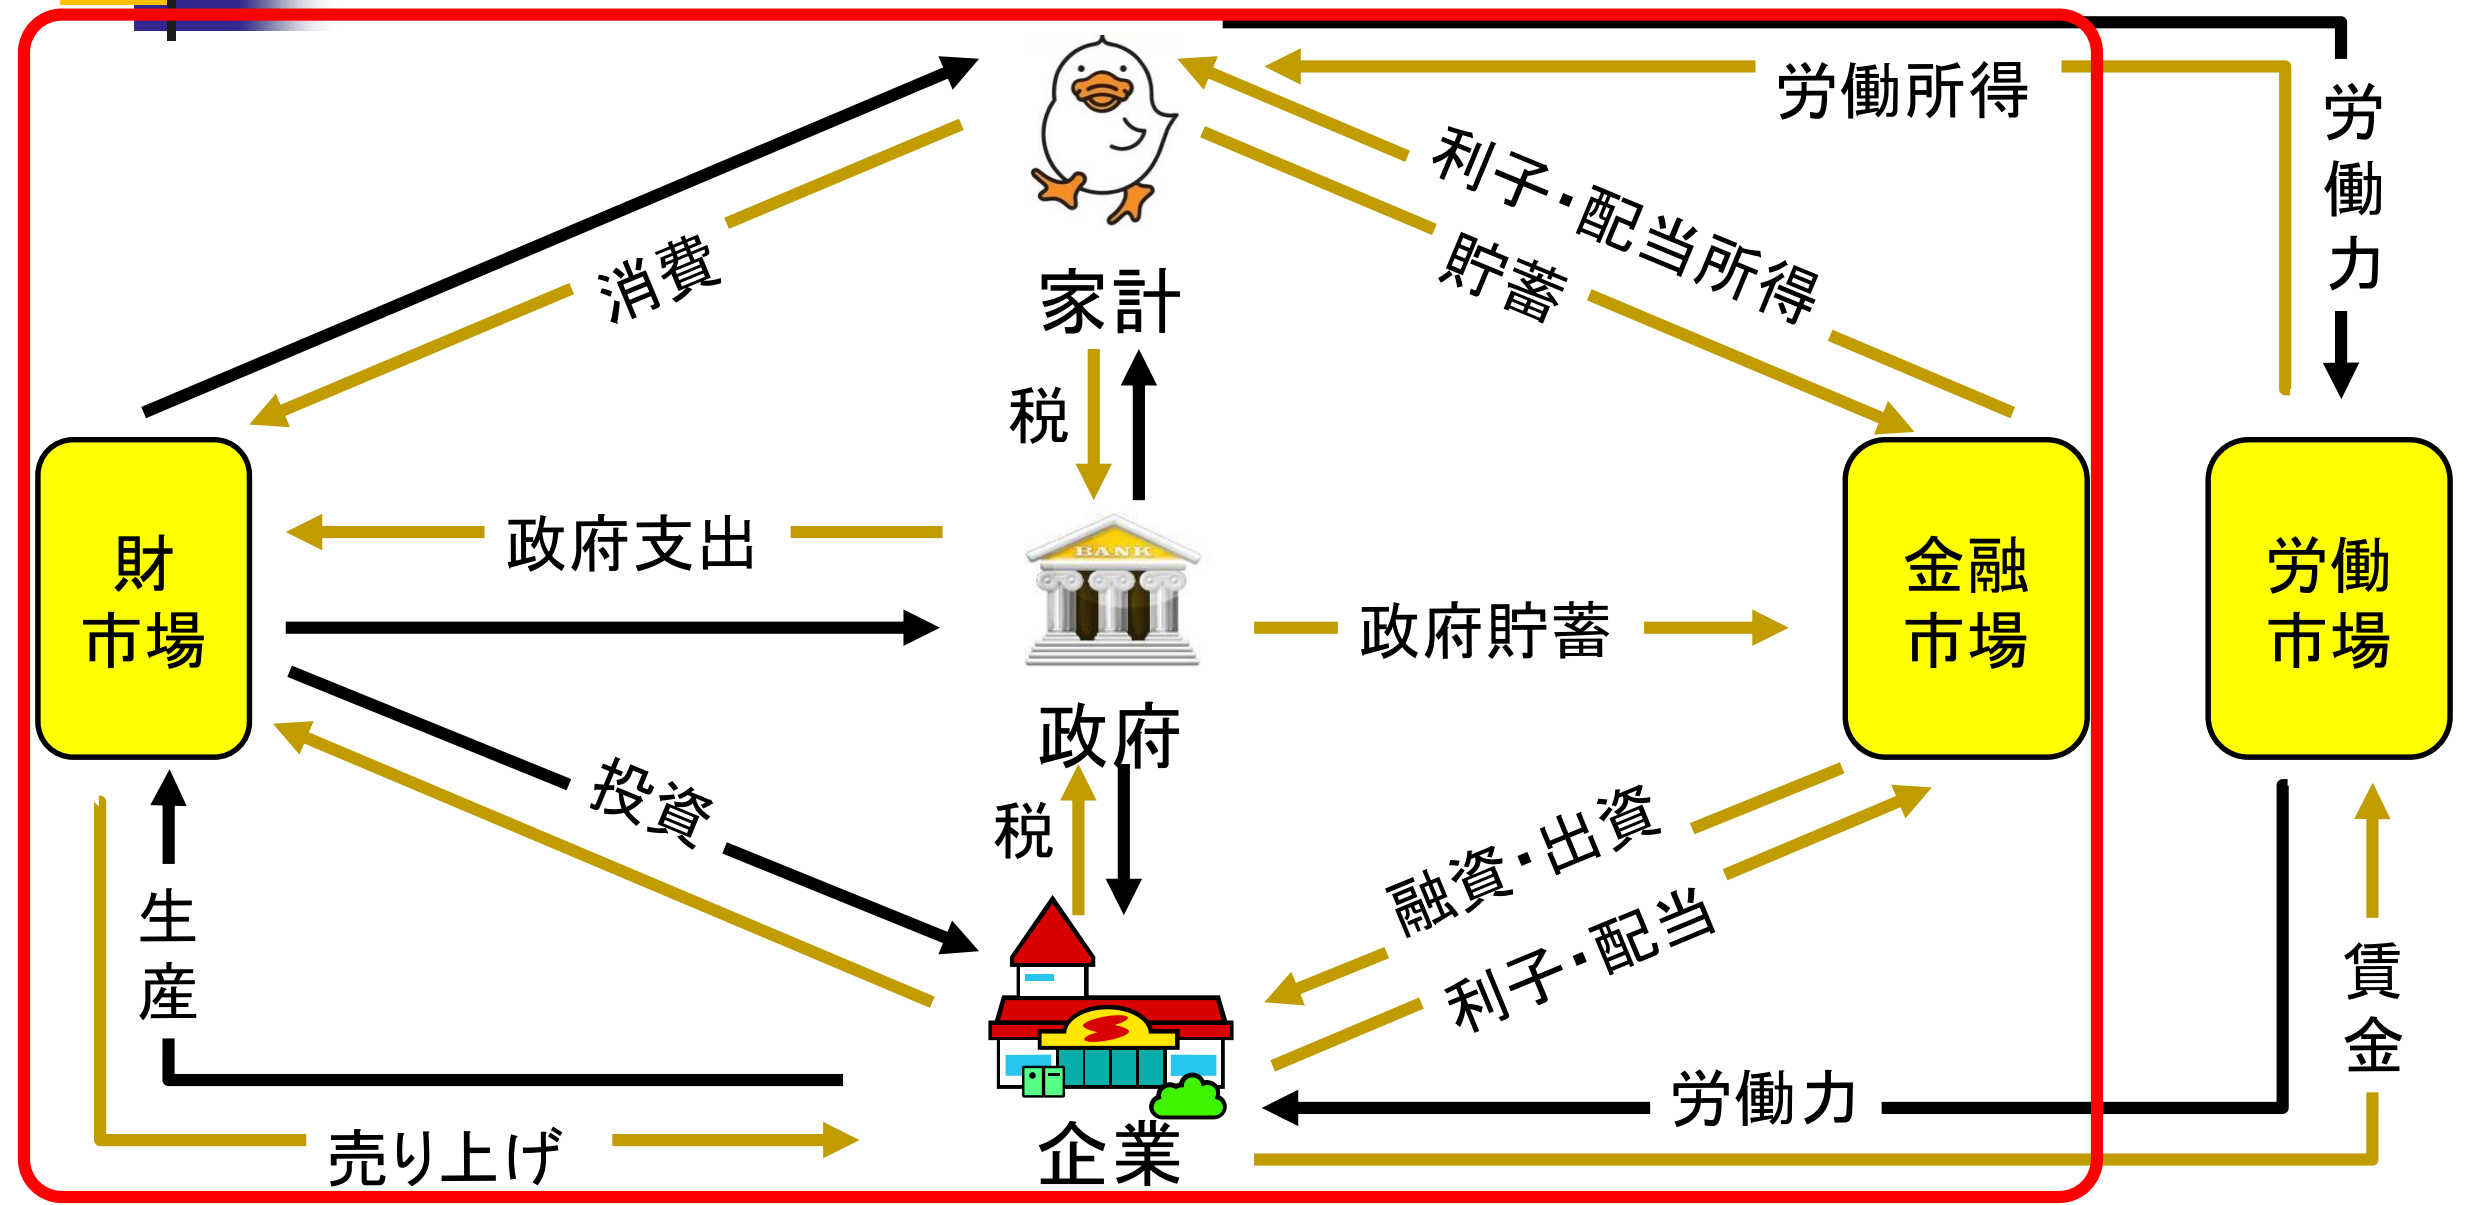 労働所得
労働力
利子・配当所得
貯蓄
消費
家計
税
財
市場
政府支出
BANK
政府貯蓄
金融
市場
労働
市場
政府
投資
税
融資・出資
利子・配当
生産
賃金
労働力
売り上げ
企業